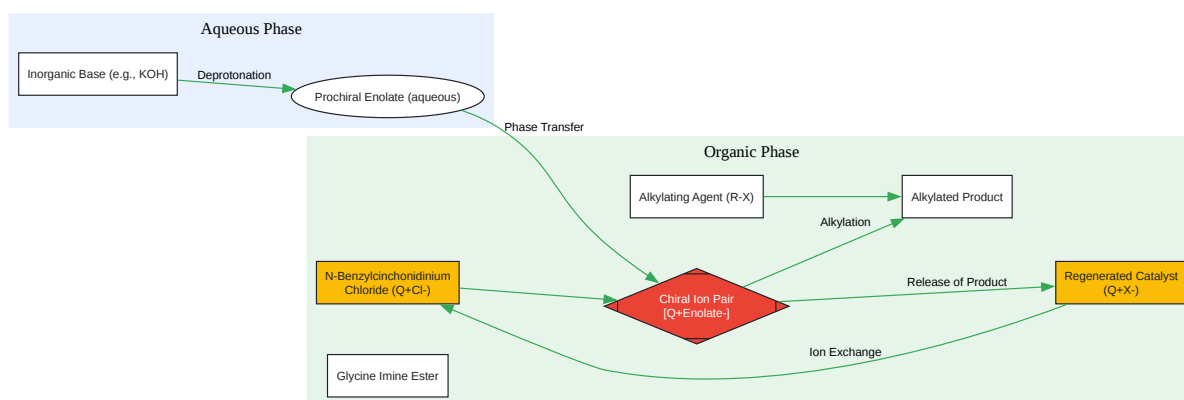 Aqueous Phase
Inorganic Base (e.g., KOH)
Deprotonation
Prochiral Enolate (aqueous)
Phase Transfer
Organic Phase
Alkylating Agent (R-X)
Alkylated Product
Alkylation
N-Benzylcinchonidinium
Chloride (Q+Cl-)
Chiral Ion Pair
[Q+Enolate-]
Release of Product
Regenerated Catalyst
(Q+X-)
Ion Exchange
Glycine Imine Ester